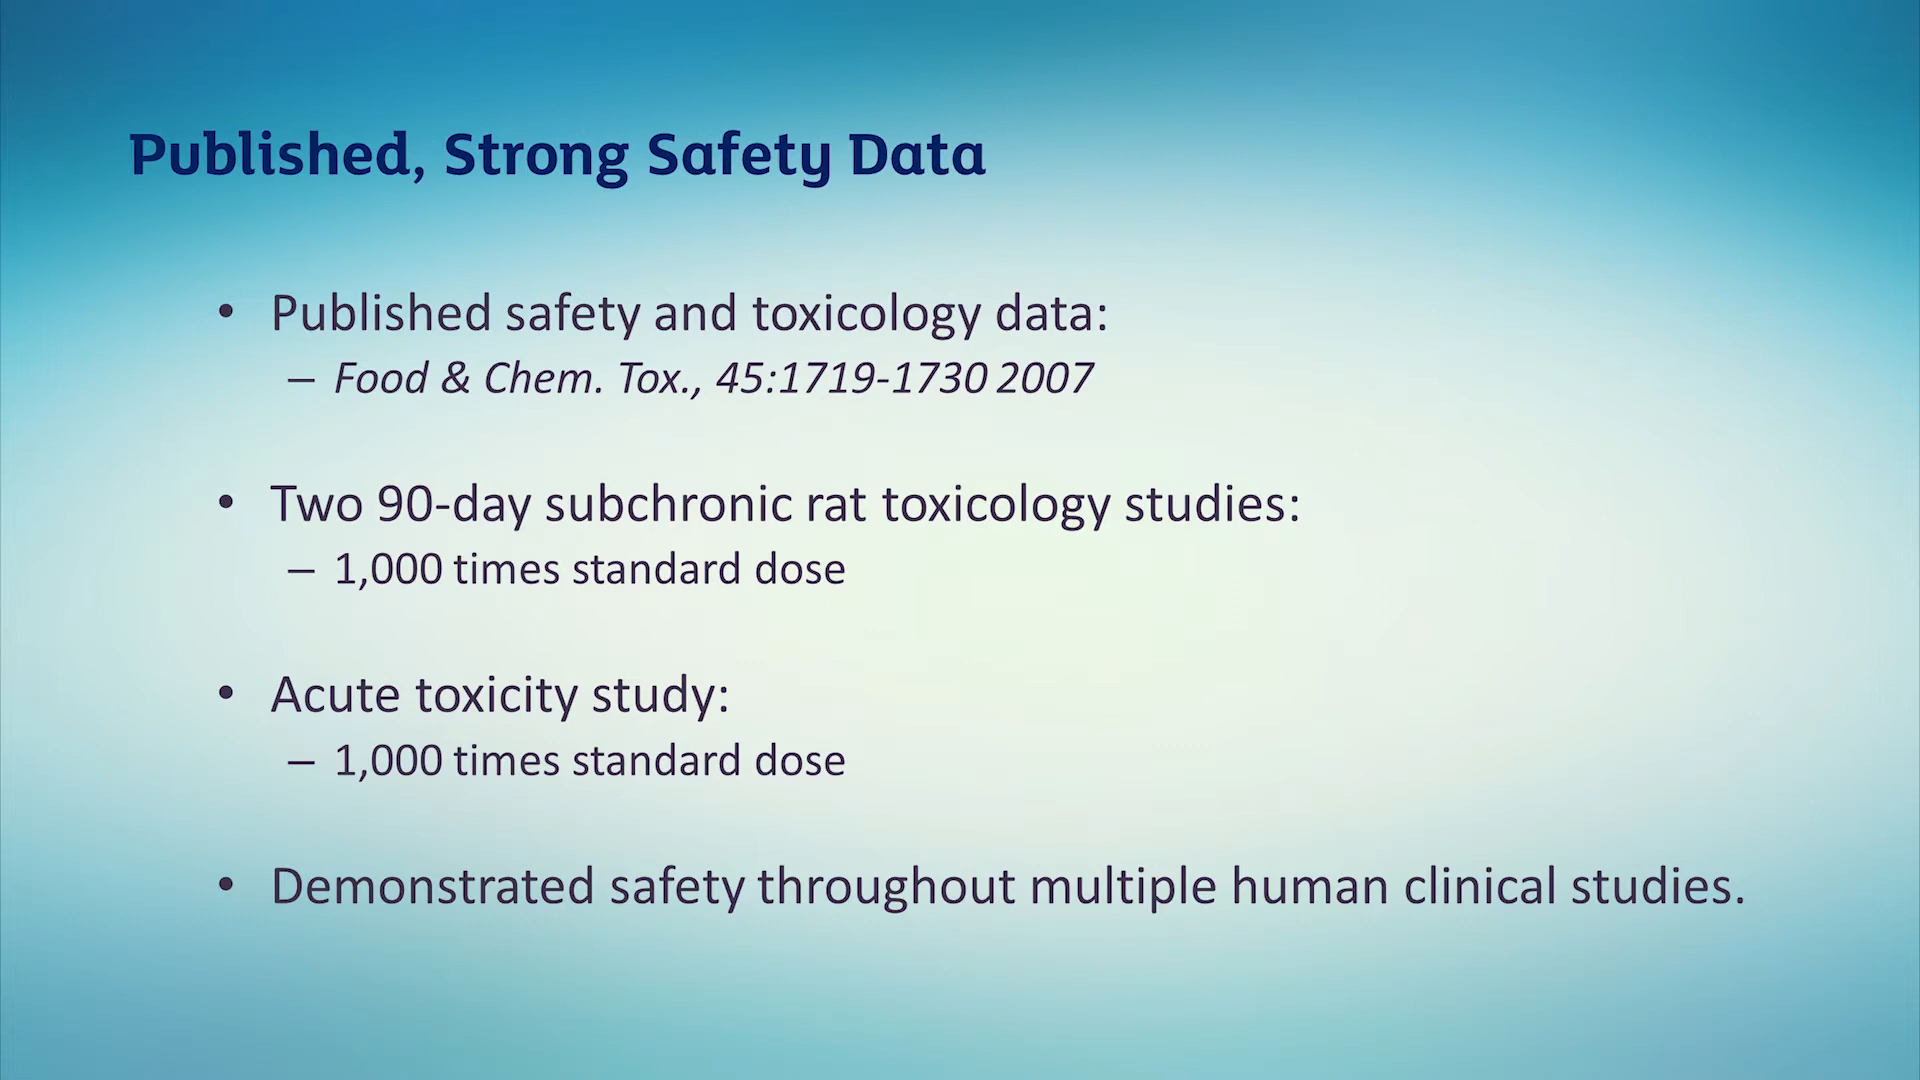 Published, Strong Safety Data
• Published safety and toxicology data:
– Food & Chem. Tox., 45:1719-1730 2007
• Two 90-day subchronic rat toxicology studies:
– 1,000 times standard dose
• Acute toxicity study:
– 1,000 times standard dose
• Demonstrated safety throughout multiple human clinical studies.